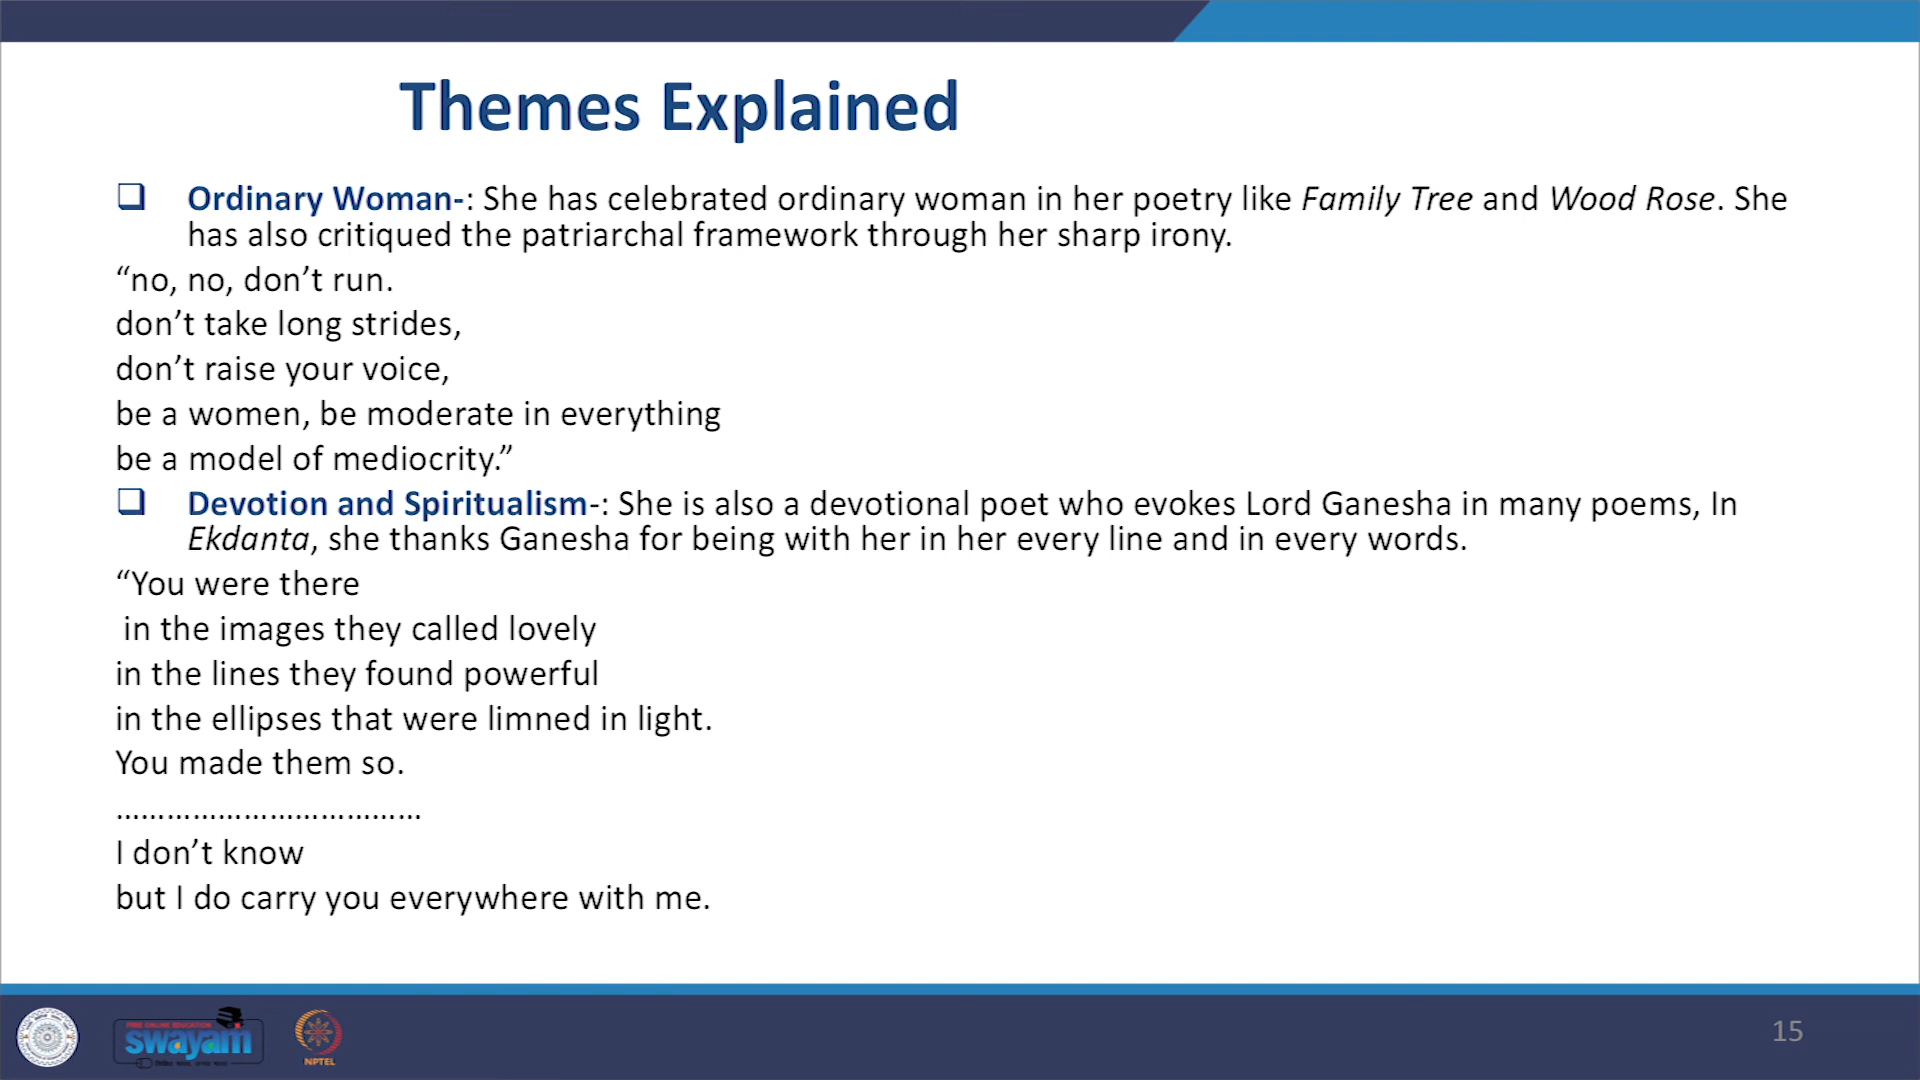 Themes Explained
❑ Ordinary Woman-: She has celebrated ordinary woman in her poetry like Family Tree and Wood Rose. She
has also critiqued the patriarchal framework through her sharp irony.
“no, no, don’t run.
don’t take long strides,
don’t raise your voice,
be a women, be moderate in everything
be a model of mediocrity.”
❑ Devotion and Spiritualism-: She is also a devotional poet who evokes Lord Ganesha in many poems, In
Ekdanta, she thanks Ganesha for being with her in her every line and in every words.
“You were there
in the images they called lovely
in the lines they found powerful
in the ellipses that were limned in light.
You made them so.
………………………………
I don’t know
but I do carry you everywhere with me.
FREE ONLINE EDUCATION
swayam
NPTEL
15